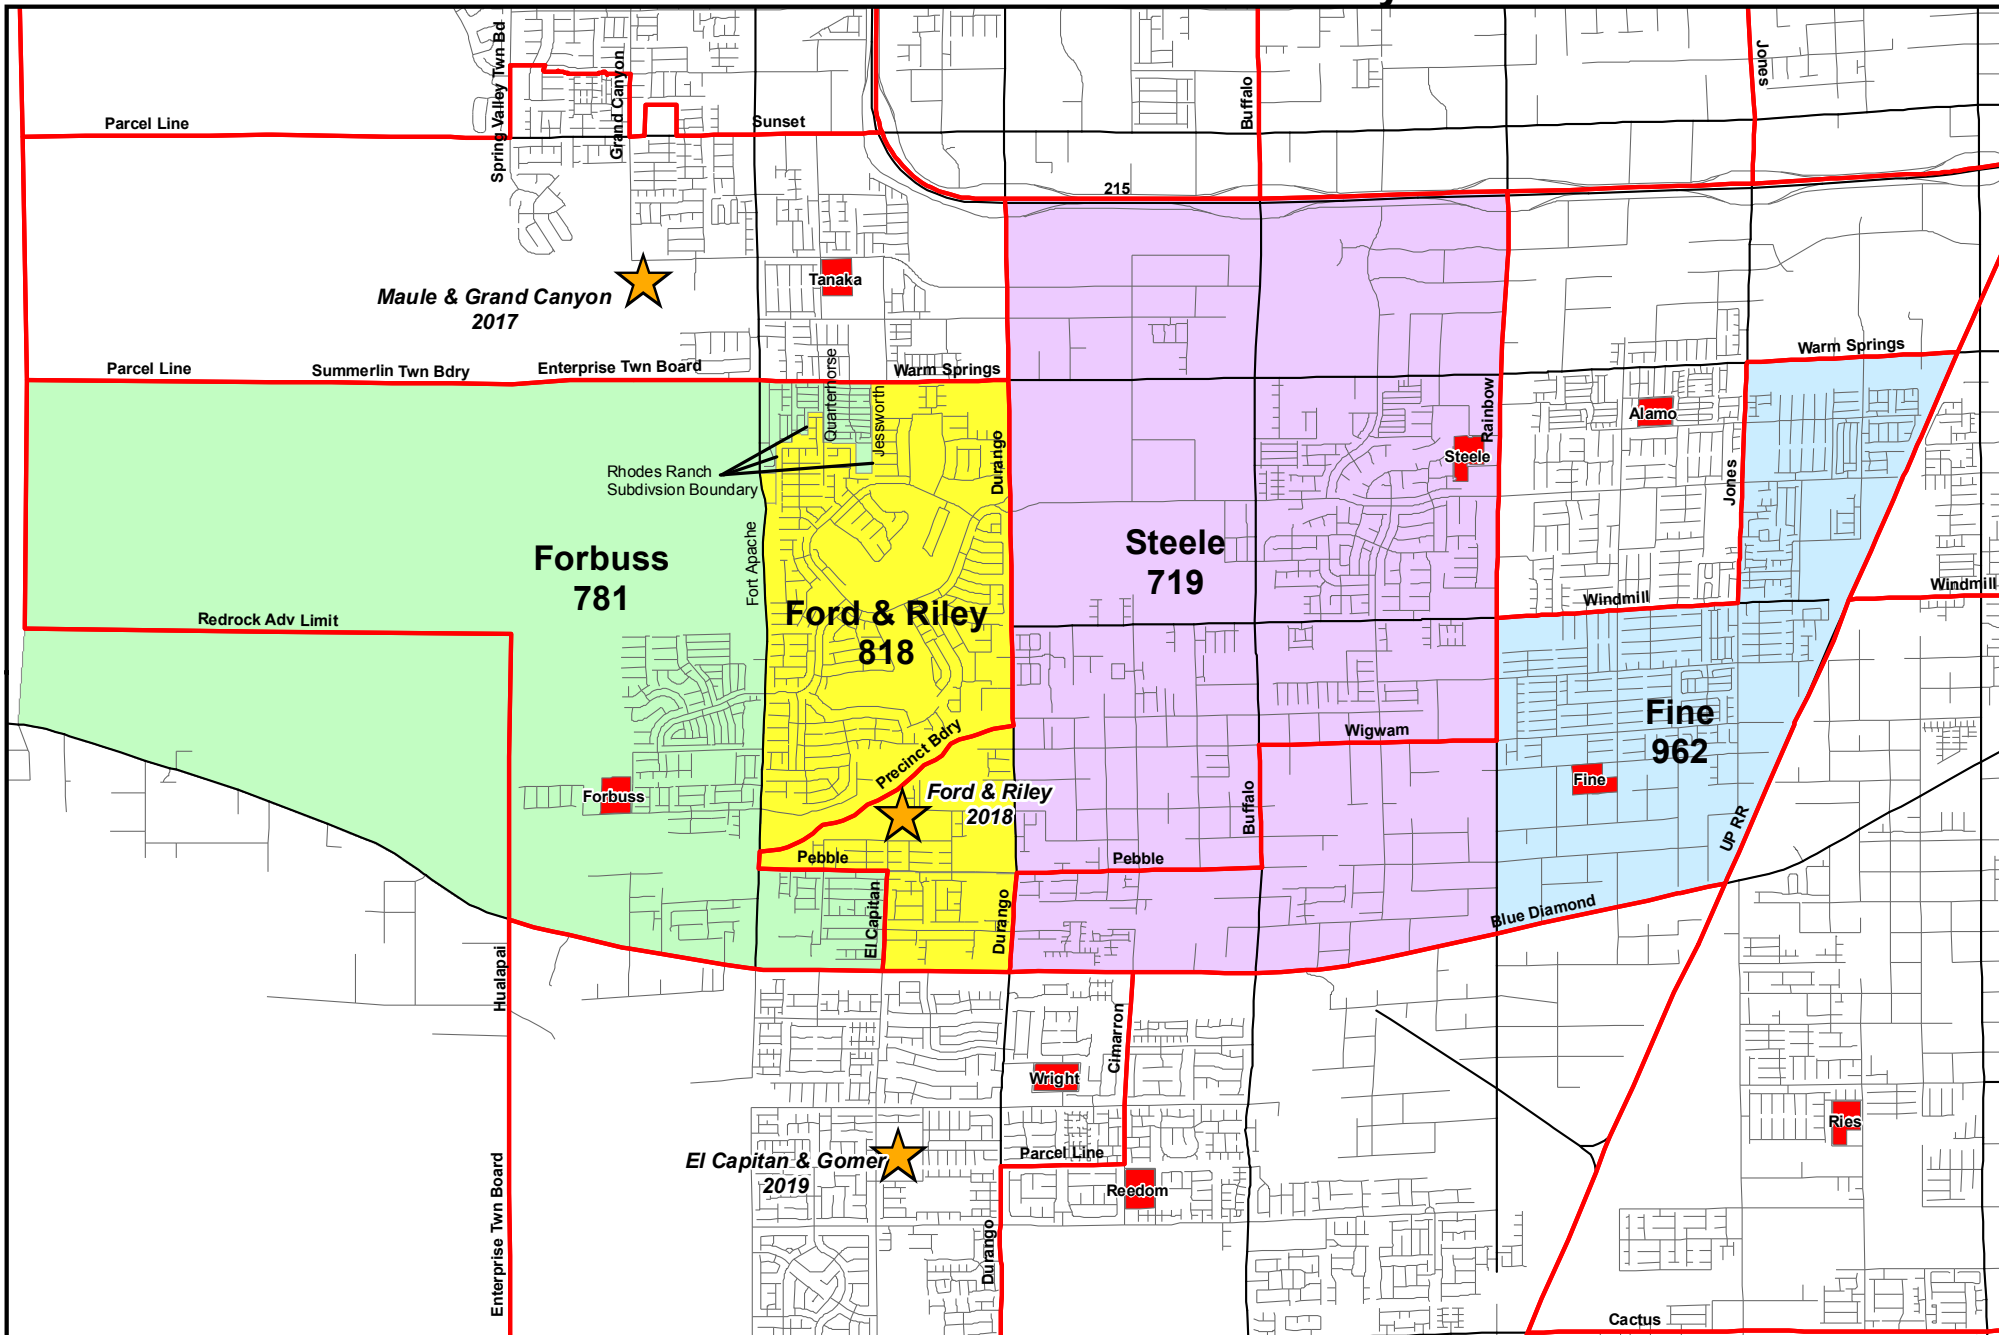 Spring Valley Twn Bd
Grand Canyon
Buffalo
Jones
Parcel Line
Sunset
215
Tanaka
Maule & Grand Canyon
2017
Parcel Line
Summerlin Twn Bdry
Enterprise Twn Board
Warm Springs
Warm Springs
Quarterhorse
Jessworth
Durango
Rainbow
Alamo
Steele
Jones
Rhodes Ranch
Subdivsion Boundary
Fort Apache
Forbuss
781
Steele
719
Ford & Riley
818
Windmill
Windmill
Redrock Adv Limit
Fine
962
Wigwam
Precinct Bdry
Forbuss
Ford & Riley
2018
Fine
Buffalo
UP RR
Pebble
Pebble
El Capitan
Durango
Blue Diamond
Hualapai
Cimarron
Wright
Ries
Parcel Line
El Capitan & Gomer
2019
Reedom
Enterprise Twn Board
Durango
Cactus